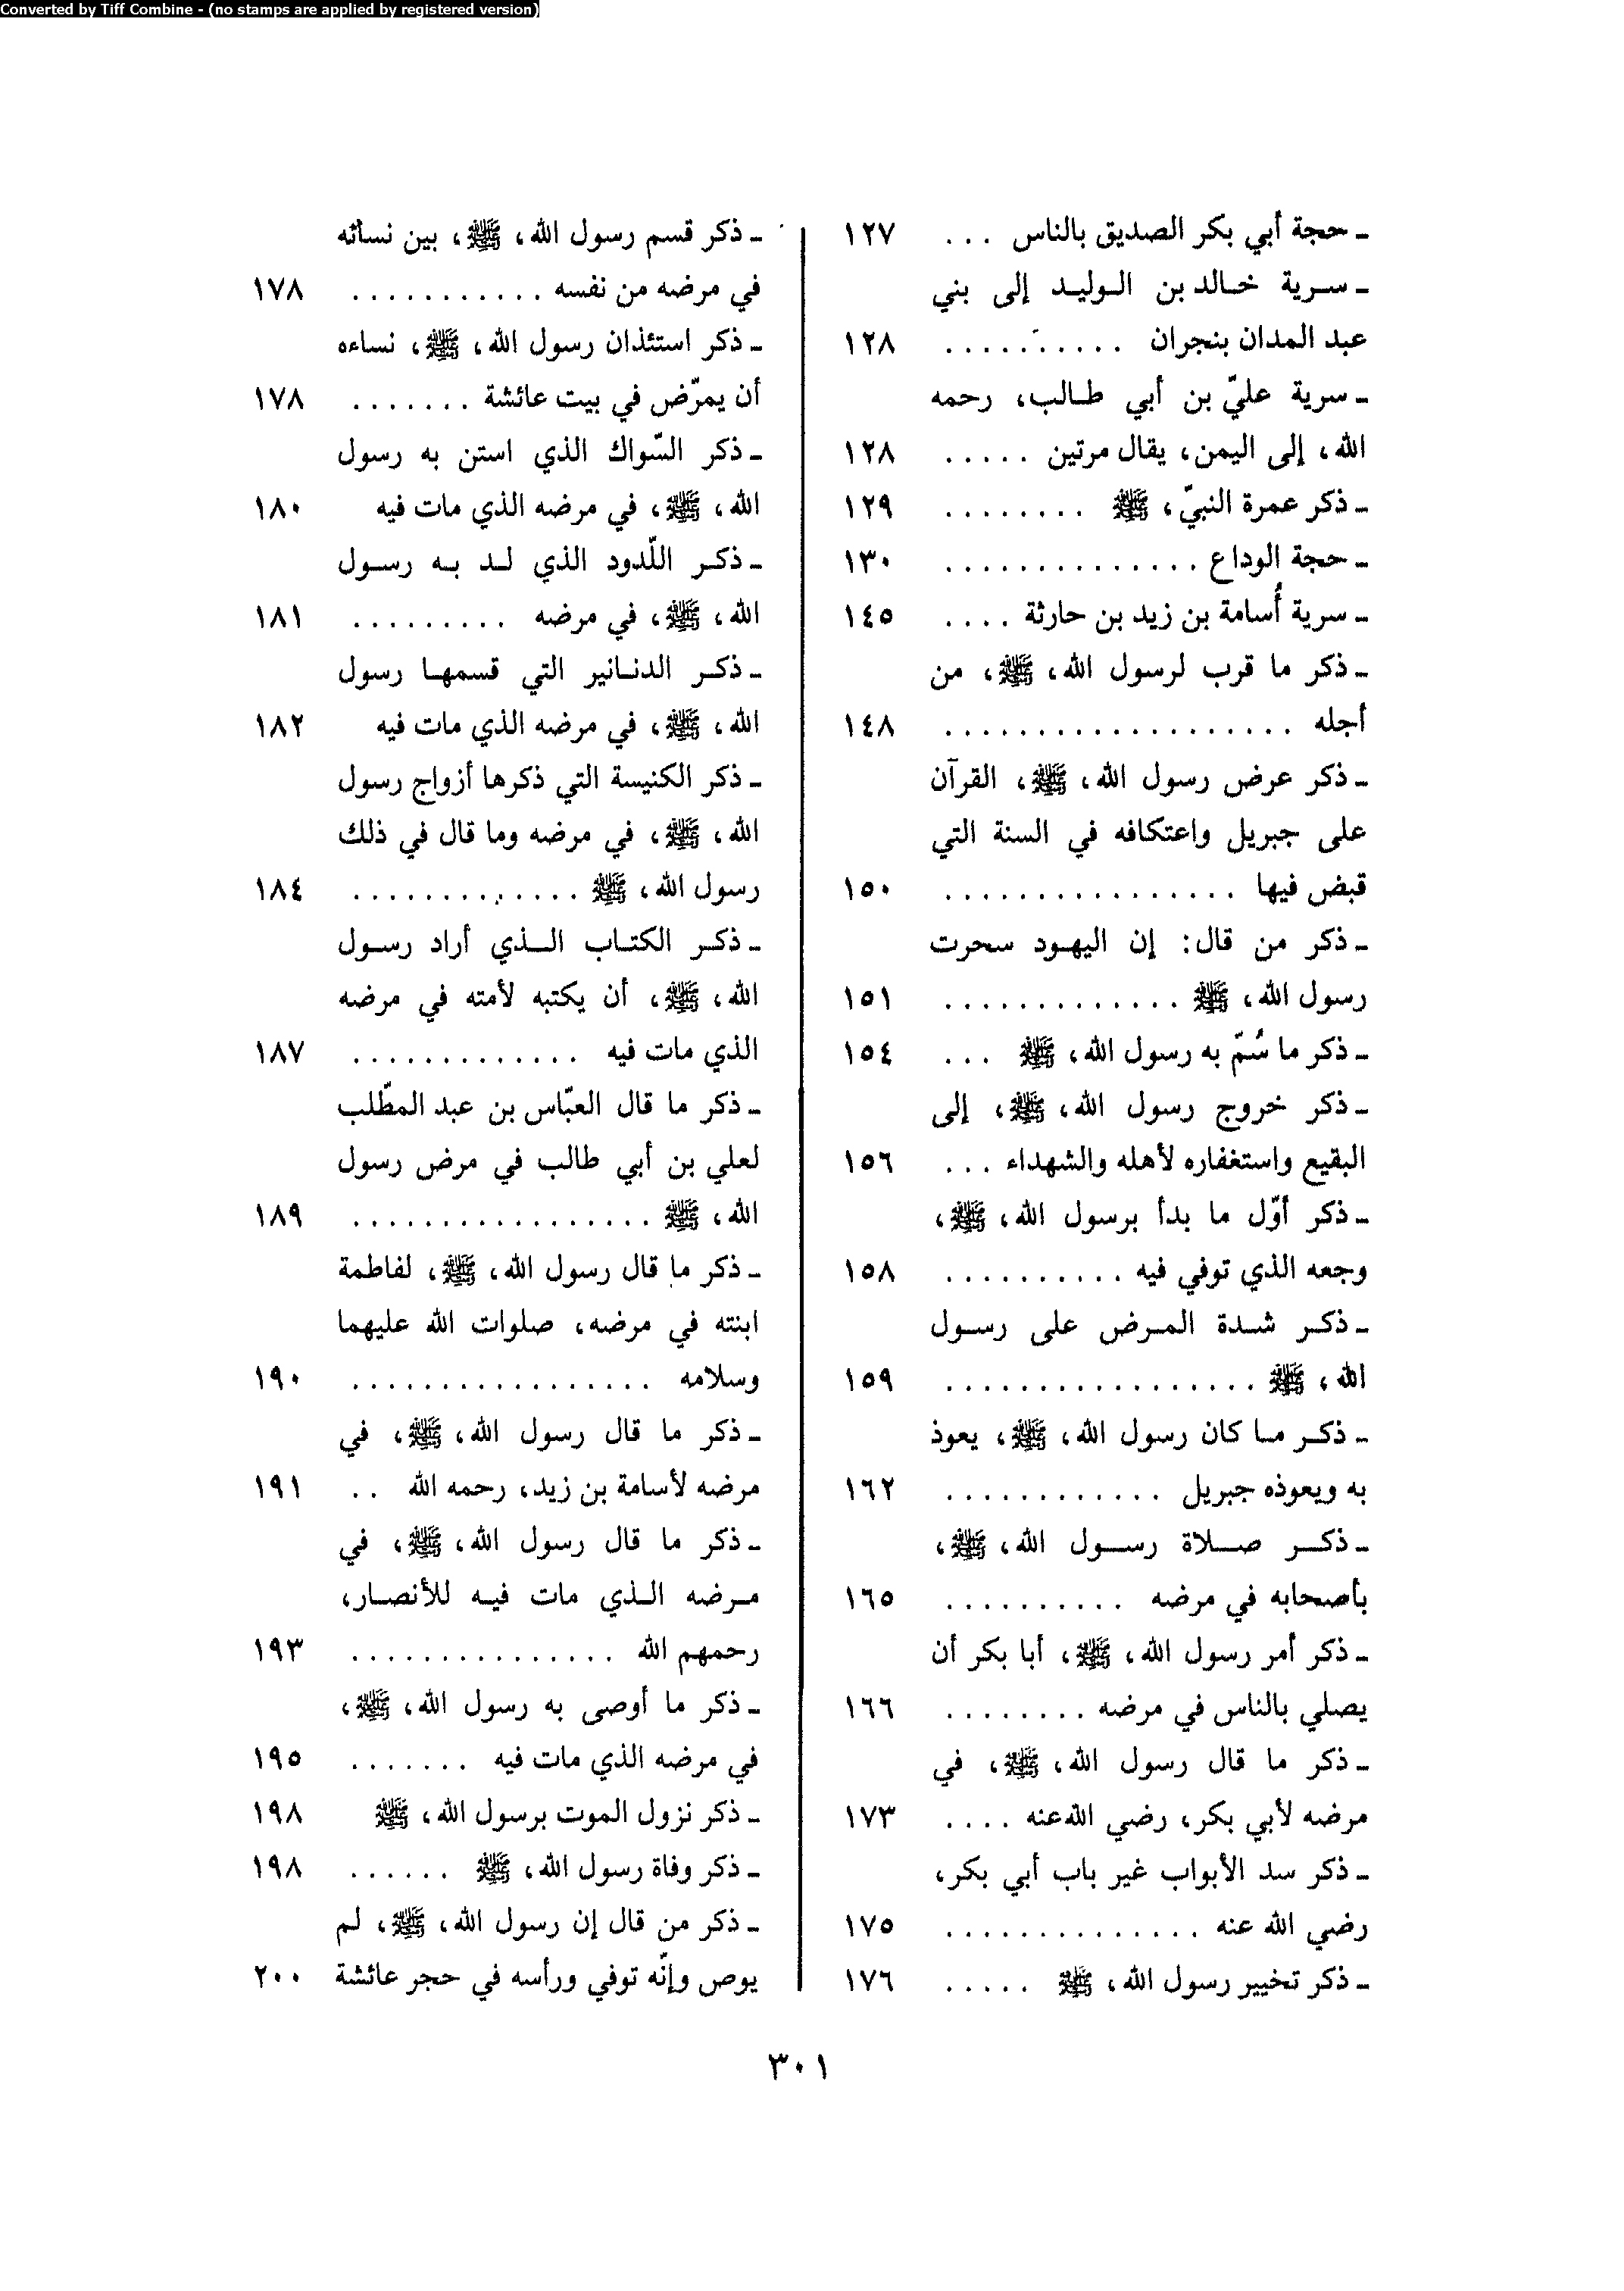 Converted by Tiff Combine - (no stamps are applied by registered version)
ـ حجة أبي بكر الصديق بالناس . . . ١٢٧
ـ سرية خالد بن الوليد إلى بني
عبد المدان بنجران . . . . . . . . . . ١٢٨
ـ سرية عليّ بن أبي طالب، رحمه
الله، إلى اليمن، يقال مرتين . . . . . ١٢٨
ـ ذكر عمرة النبيّ، ﷺ . . . . . . . . ١٢٩
ـ حجة الوداع . . . . . . . . . . . . . . ١٣٠
ـ سرية أُسامة بن زيد بن حارثة . . . . ١٤٥
ـ ذكر ما قرب لرسول الله، ﷺ، من
أجله . . . . . . . . . . . . . . . . . . . ١٤٨
ـ ذكر عرض رسول الله، ﷺ، القرآن
على جبريل واعتكافه في السنة التي
قبض فيها . . . . . . . . . . . . . . . . ١٥٠
ـ ذكر من قال: إن اليهود سحرت
رسول الله، ﷺ . . . . . . . . . . . . . ١٥١
ـ ذكر ما سُمّ به رسول الله، ﷺ . . . ١٥٤
ـ ذكر خروج رسول الله، ﷺ، إلى
البقيع واستغفاره لأهله والشهداء . . . ١٥٦
ـ ذكر أوّل ما بدأ برسول الله، ﷺ،
وجعه الذي توفي فيه . . . . . . . . . . ١٥٨
ـ ذكر شدة المرض على رسول
الله، ﷺ . . . . . . . . . . . . . . . . . ١٥٩
ـ ذكر ما كان رسول الله، ﷺ، يعوذ
به ويعوذه جبريل . . . . . . . . . . . . ١٦٢
ـ ذكر صلاة رسول الله، ﷺ،
بأصحابه في مرضه . . . . . . . . . . ١٦٥
ـ ذكر أمر رسول الله، ﷺ، أبا بكر أن
يصلي بالناس في مرضه . . . . . . . . ١٦٦
ـ ذكر ما قال رسول الله، ﷺ، في
مرضه لأبي بكر، رضي الله عنه . . . . ١٧٣
ـ ذكر سد الأبواب غير باب أبي بكر،
رضي الله عنه . . . . . . . . . . . . . . ١٧٥
ـ ذكر تخيير رسول الله، ﷺ . . . . . ١٧٦
ـ ذكر قسم رسول الله، ﷺ، بين نسائه
في مرضه من نفسه . . . . . . . . . . . ١٧٨
ـ ذكر استئذان رسول الله، ﷺ، نساءه
أن يمرّض في بيت عائشة . . . . . . . ١٧٨
ـ ذكر السّواك الذي استن به رسول
الله، ﷺ، في مرضه الذي مات فيه ١٨٠
ـ ذكر اللّدود الذي لد به رسول
الله، ﷺ، في مرضه . . . . . . . . . ١٨١
ـ ذكر الدنانير التي قسمها رسول
الله، ﷺ، في مرضه الذي مات فيه ١٨٢
ـ ذكر الكنيسة التي ذكرها أزواج رسول
الله، ﷺ، في مرضه وما قال في ذلك
رسول الله، ﷺ . . . . . . . . . . . . . ١٨٤
ـ ذكر الكتاب الذي أراد رسول
الله، ﷺ، أن يكتبه لأمته في مرضه
الذي مات فيه . . . . . . . . . . . . . ١٨٧
ـ ذكر ما قال العبّاس بن عبد المطّلب
لعلي بن أبي طالب في مرض رسول
الله، ﷺ . . . . . . . . . . . . . . . . . ١٨٩
ـ ذكر ما قال رسول الله، ﷺ، لفاطمة
ابنته في مرضه، صلوات الله عليهما
وسلامه . . . . . . . . . . . . . . . . . ١٩٠
ـ ذكر ما قال رسول الله، ﷺ، في
مرضه لأسامة بن زيد، رحمه الله . . ١٩١
ـ ذكر ما قال رسول الله، ﷺ، في
مرضه الذي مات فيه للأنصار،
رحمهم الله . . . . . . . . . . . . . . . ١٩٣
ـ ذكر ما أوصى به رسول الله، ﷺ،
في مرضه الذي مات فيه . . . . . . . ١٩٥
ـ ذكر نزول الموت برسول الله، ﷺ ١٩٨
ـ ذكر وفاة رسول الله، ﷺ . . . . . . ١٩٨
ـ ذكر من قال إن رسول الله، ﷺ، لم
يوص وإنّه توفي ورأسه في حجر عائشة ٢٠٠
٣٠١